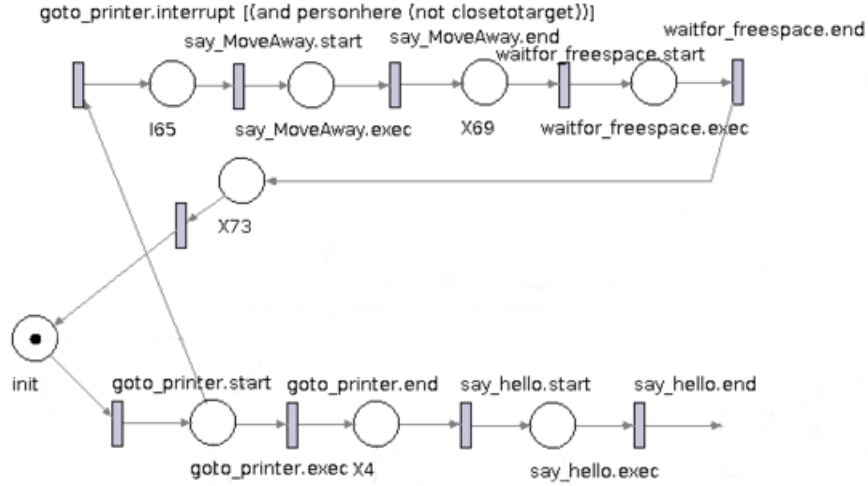 goto_printer.interrupt [(and personhere (not closetotarget))]
waitfor_freespace.end
say_MoveAway.start
say_MoveAway.end
waitfor_freespace.start
I65
say_MoveAway.exec
X69
waitfor_freespace.exec
X73
init
goto_printer.start
goto_printer.end
say_hello.start
say_hello.end
goto_printer.exec
X4
say_hello.exec